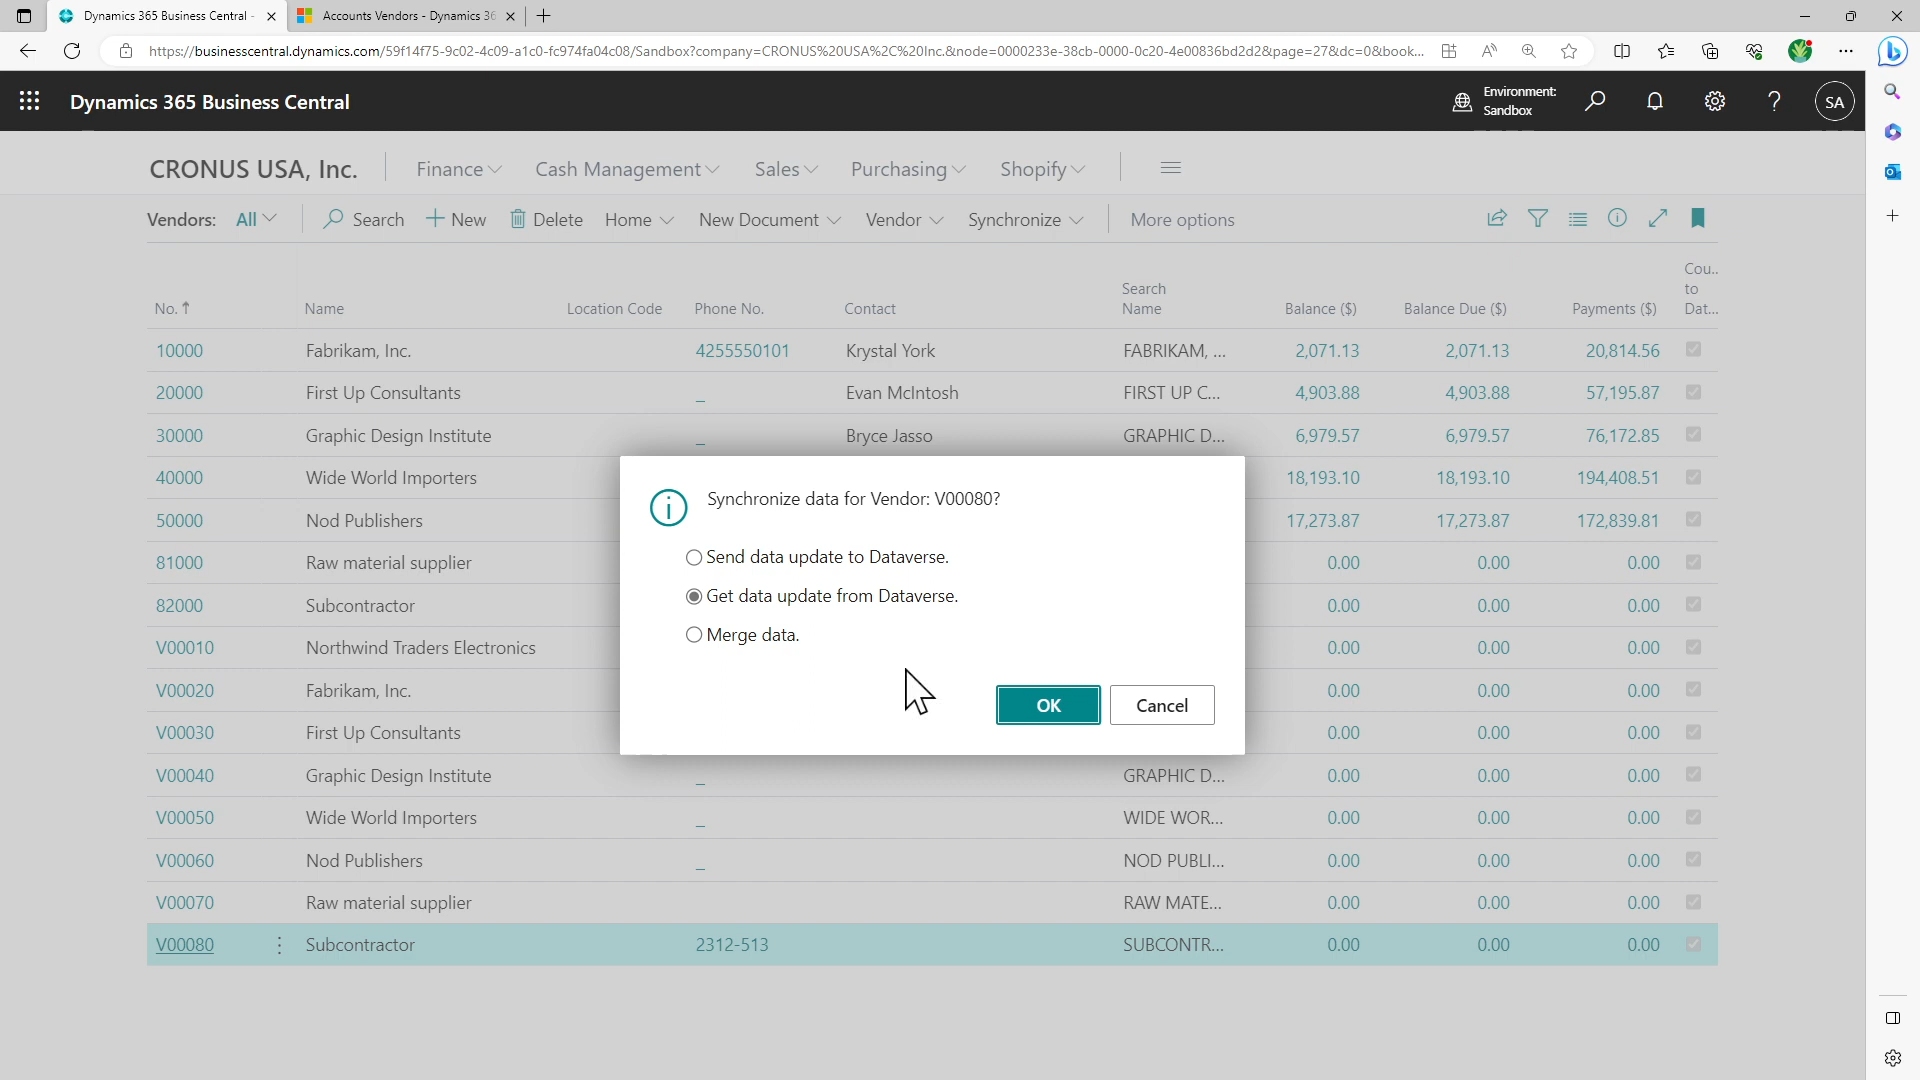 Dynamics 365 Business Central -
Accounts Vendors - Dynamics 36
https://businesscentral.dynamics.com/59f14f75-9c02-4c09-a1c0-fc974fa04c08/Sandbox?company=CRONUS%20USA%2C%20Inc.&node=0000233e-38cb-0000-0c20-4e00836bd2d2&page=27&dc=0&book...
Dynamics 365 Business Central
Environment:
Sandbox
SA
CRONUS USA, Inc.
Finance
Cash Management
Sales
Purchasing
Shopify
Vendors: All
Search
New
Delete
Home
New Document
Vendor
Synchronize
More options
No. ↑ Name Location Code Phone No. Contact Search Name Balance ($) Balance Due ($) Payments ($) Cou... to Dat...
10000 Fabrikam, Inc. 4255550101 Krystal York FABRIKAM, ... 2,071.13 2,071.13 20,814.56
20000 First Up Consultants _ Evan McIntosh FIRST UP C... 4,903.88 4,903.88 57,195.87
30000 Graphic Design Institute _ Bryce Jasso GRAPHIC D... 6,979.57 6,979.57 76,172.85
40000 Wide World Importers 18,193.10 18,193.10 194,408.51
50000 Nod Publishers 17,273.87 17,273.87 172,839.81
81000 Raw material supplier 0.00 0.00 0.00
82000 Subcontractor 0.00 0.00 0.00
V00010 Northwind Traders Electronics 0.00 0.00 0.00
V00020 Fabrikam, Inc. 0.00 0.00 0.00
V00030 First Up Consultants 0.00 0.00 0.00
V00040 Graphic Design Institute _ GRAPHIC D... 0.00 0.00 0.00
V00050 Wide World Importers _ WIDE WOR... 0.00 0.00 0.00
V00060 Nod Publishers _ NOD PUBLI... 0.00 0.00 0.00
V00070 Raw material supplier RAW MATE... 0.00 0.00 0.00
V00080 Subcontractor 2312-513 SUBCONTR... 0.00 0.00 0.00
Synchronize data for Vendor: V00080?
Send data update to Dataverse.
Get data update from Dataverse.
Merge data.
OK
Cancel